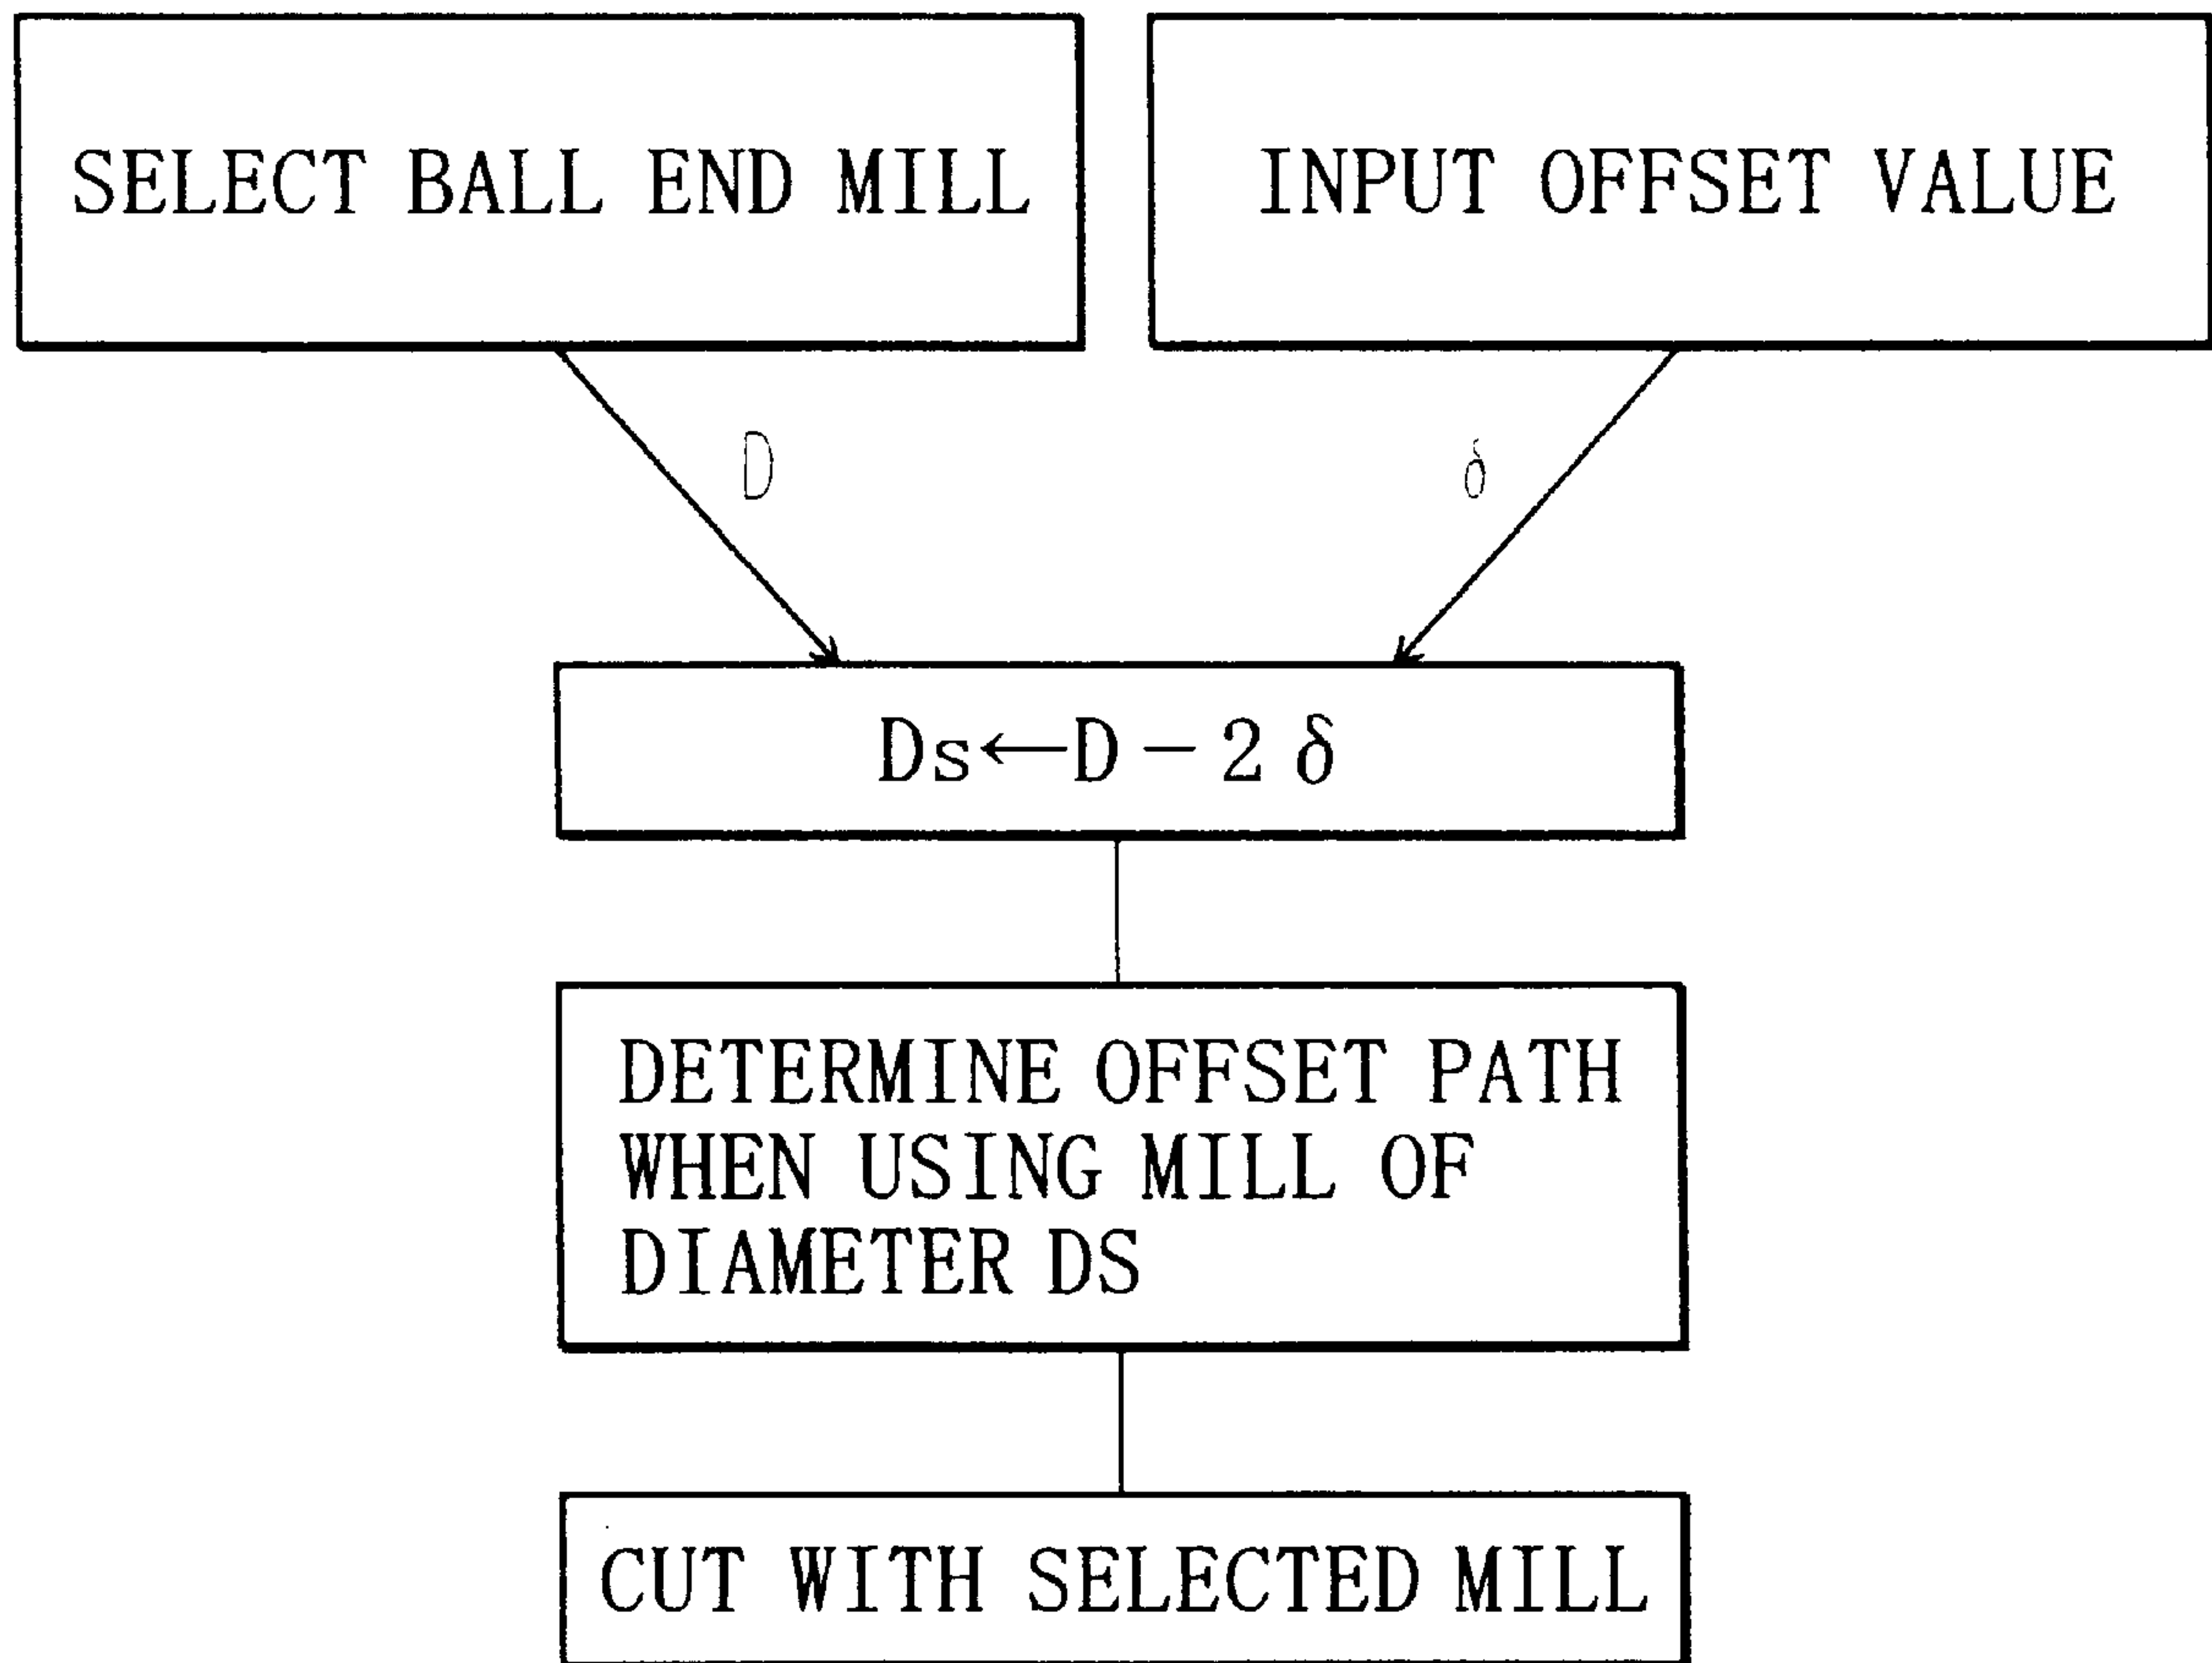 SELECT BALL END MILL
INPUT OFFSET VALUE
D
δ
Ds←D-2δ
DETERMINE OFFSET PATH
WHEN USING MILL OF
DIAMETER DS
CUT WITH SELECTED MILL